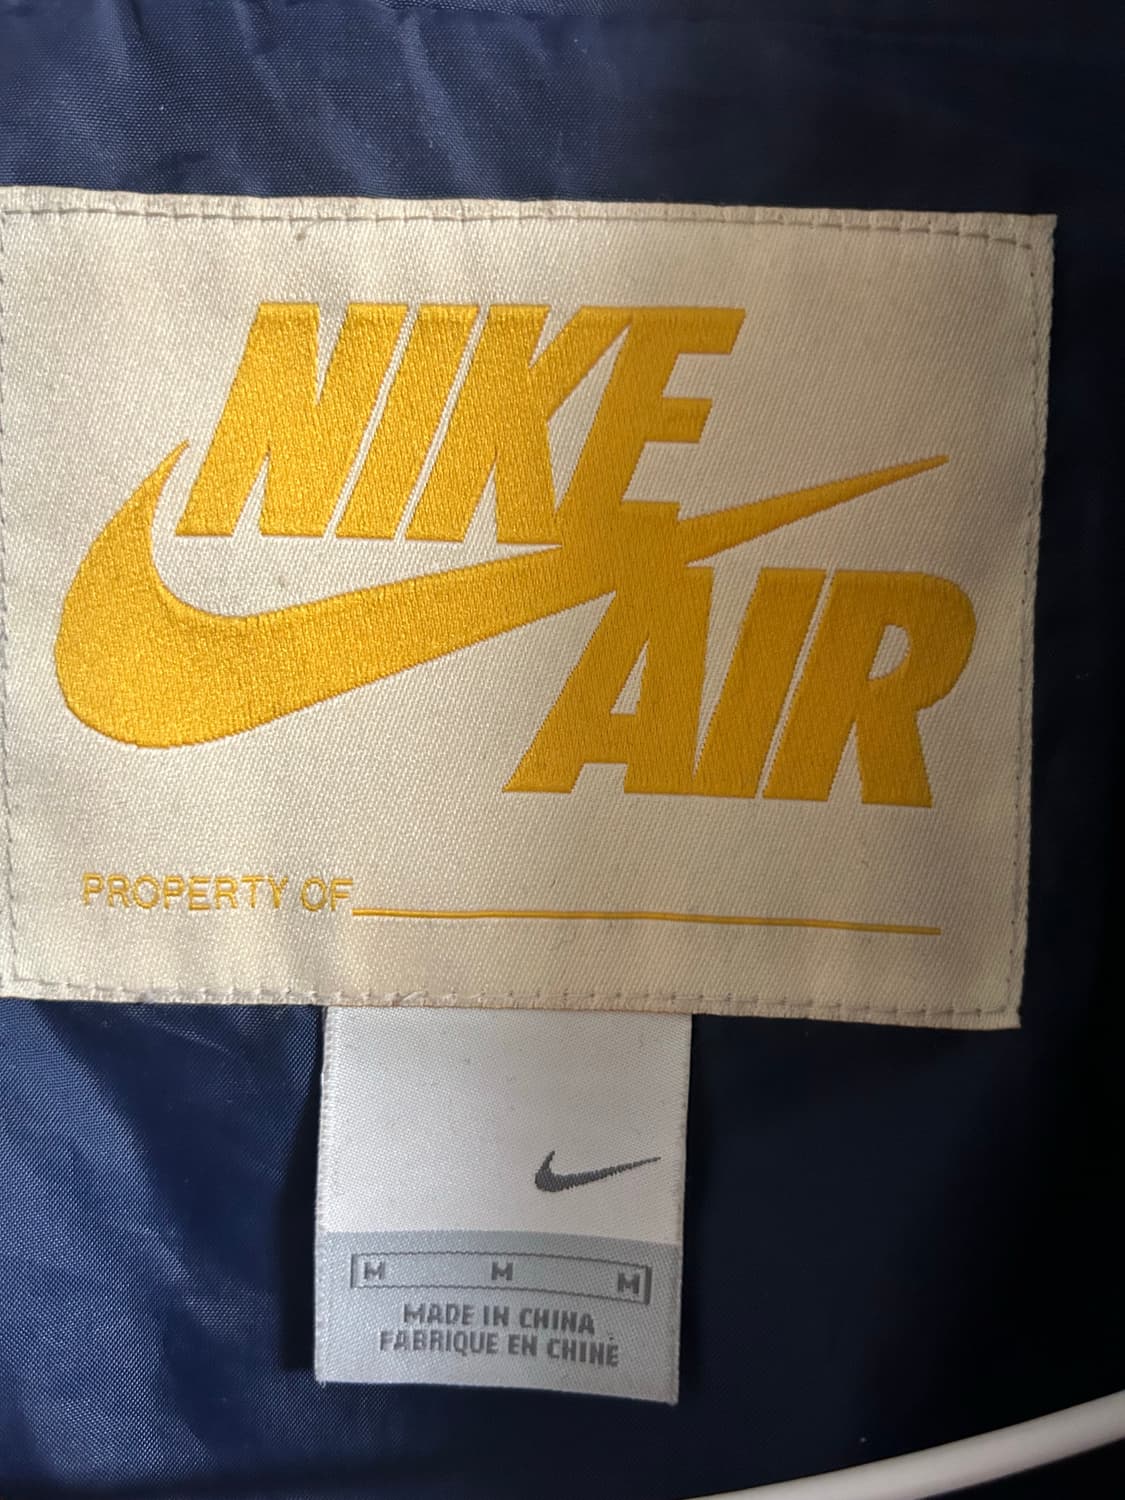 NIKE
AIR
PROPERTY OF
M M M
MADE IN CHINA
FABRIQUE EN CHINE